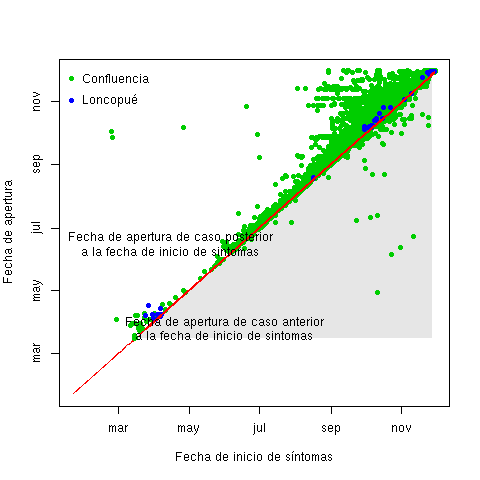 Confluencia
Loncopué
Fecha de apertura
mar
may
jul
sep
nov
Fecha de apertura de caso posterior
a la fecha de inicio de síntomas
Fecha de apertura de caso anterior
a la fecha de inicio de sintomas
mar
may
jul
sep
nov
Fecha de inicio de síntomas